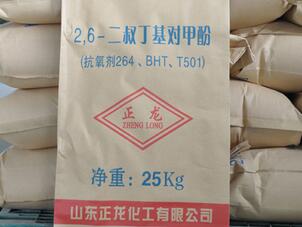 2,6-二叔丁基对甲酚
(抗氧剂264、BHT、T501)
正龙
ZHENG LONG
净重：25Kg
山东正龙化工有限公司